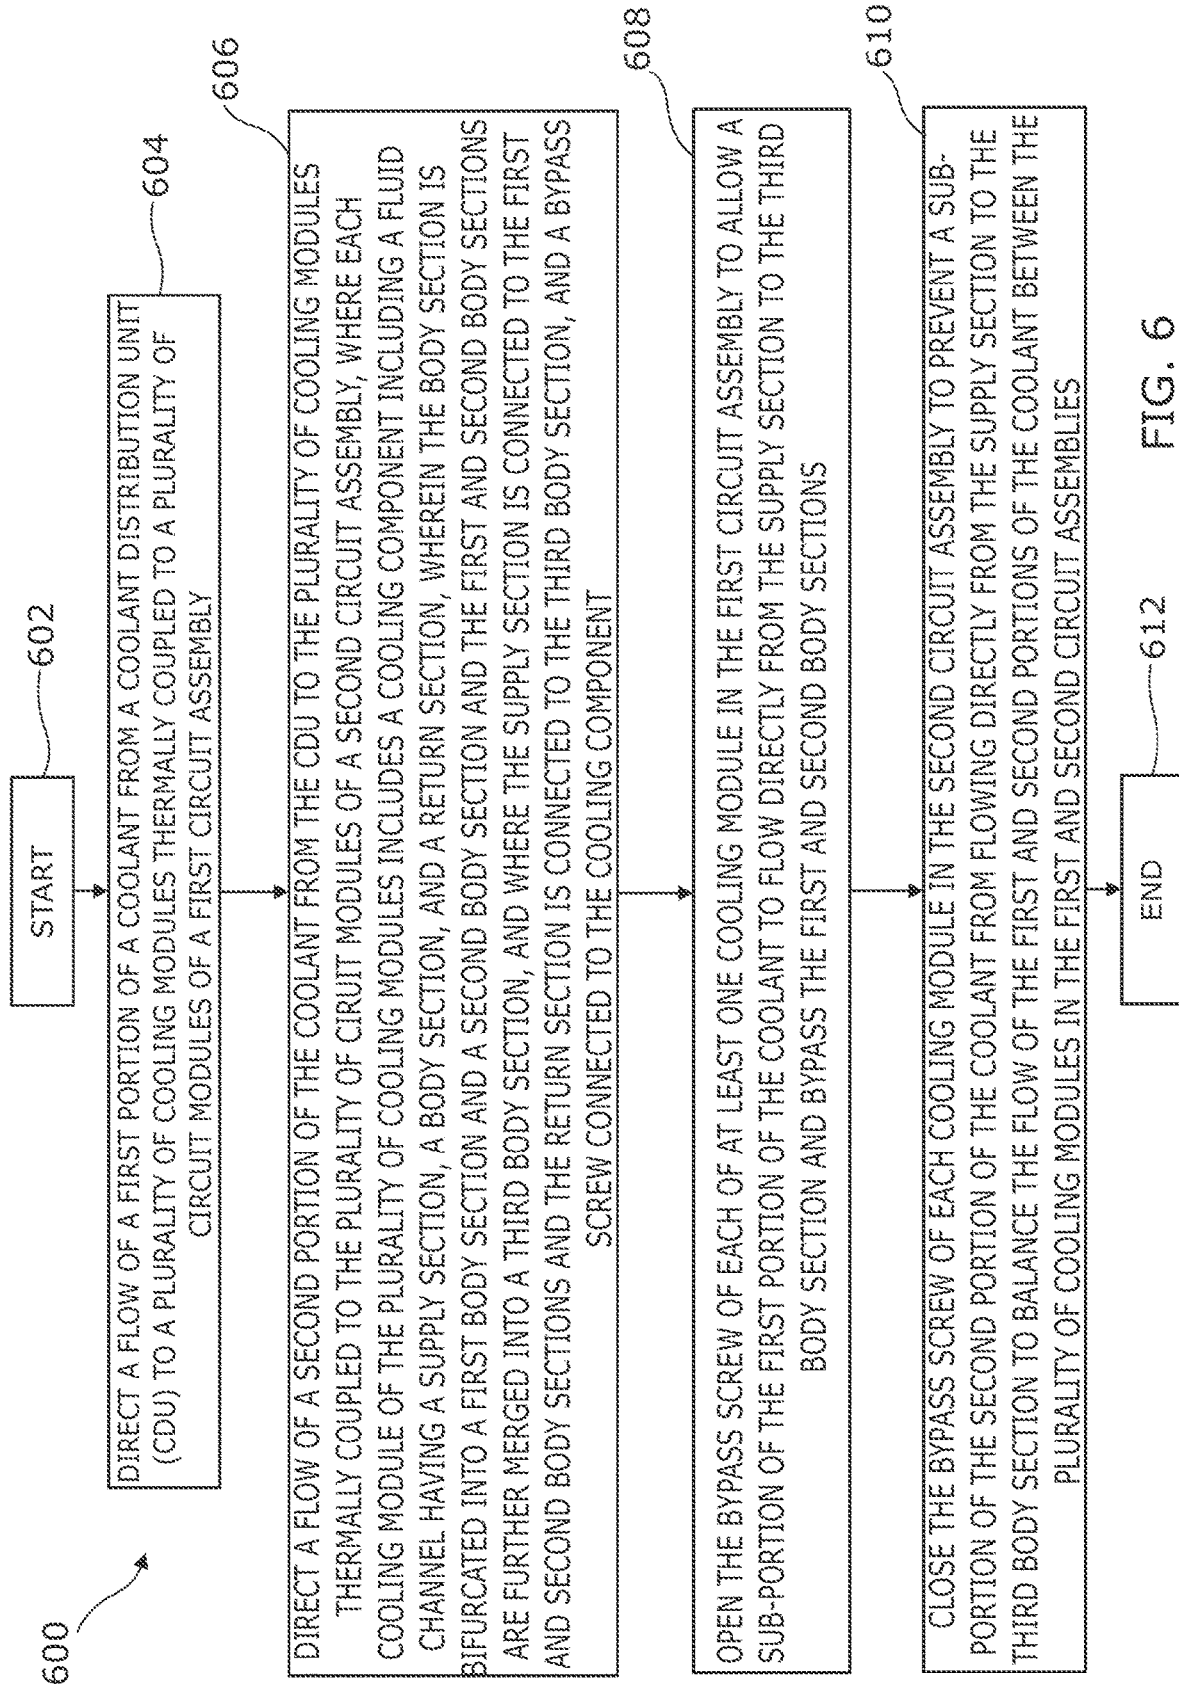 600
START
602
DIRECT A FLOW OF A FIRST PORTION OF A COOLANT FROM A COOLANT DISTRIBUTION UNIT
(CDU) TO A PLURALITY OF COOLING MODULES THERMALLY COUPLED TO A PLURALITY OF
CIRCUIT MODULES OF A FIRST CIRCUIT ASSEMBLY
604
DIRECT A FLOW OF A SECOND PORTION OF THE COOLANT FROM THE CDU TO THE PLURALITY OF COOLING MODULES
THERMALLY COUPLED TO THE PLURALITY OF CIRCUIT MODULES OF A SECOND CIRCUIT ASSEMBLY, WHERE EACH
COOLING MODULE OF THE PLURALITY OF COOLING MODULES INCLUDES A COOLING COMPONENT INCLUDING A FLUID
CHANNEL HAVING A SUPPLY SECTION, A BODY SECTION, AND A RETURN SECTION, WHEREIN THE BODY SECTION IS
BIFURCATED INTO A FIRST BODY SECTION AND A SECOND BODY SECTION AND THE FIRST AND SECOND BODY SECTIONS
ARE FURTHER MERGED INTO A THIRD BODY SECTION, AND WHERE THE SUPPLY SECTION IS CONNECTED TO THE FIRST
AND SECOND BODY SECTIONS AND THE RETURN SECTION IS CONNECTED TO THE THIRD BODY SECTION, AND A BYPASS
SCREW CONNECTED TO THE COOLING COMPONENT
606
OPEN THE BYPASS SCREW OF EACH OF AT LEAST ONE COOLING MODULE IN THE FIRST CIRCUIT ASSEMBLY TO ALLOW A
SUB-PORTION OF THE FIRST PORTION OF THE COOLANT TO FLOW DIRECTLY FROM THE SUPPLY SECTION TO THE THIRD
BODY SECTION AND BYPASS THE FIRST AND SECOND BODY SECTIONS
608
CLOSE THE BYPASS SCREW OF EACH COOLING MODULE IN THE SECOND CIRCUIT ASSEMBLY TO PREVENT A SUB-
PORTION OF THE SECOND PORTION OF THE COOLANT FROM FLOWING DIRECTLY FROM THE SUPPLY SECTION TO THE
THIRD BODY SECTION TO BALANCE THE FLOW OF THE FIRST AND SECOND PORTIONS OF THE COOLANT BETWEEN THE
PLURALITY OF COOLING MODULES IN THE FIRST AND SECOND CIRCUIT ASSEMBLIES
610
END
612
FIG. 6